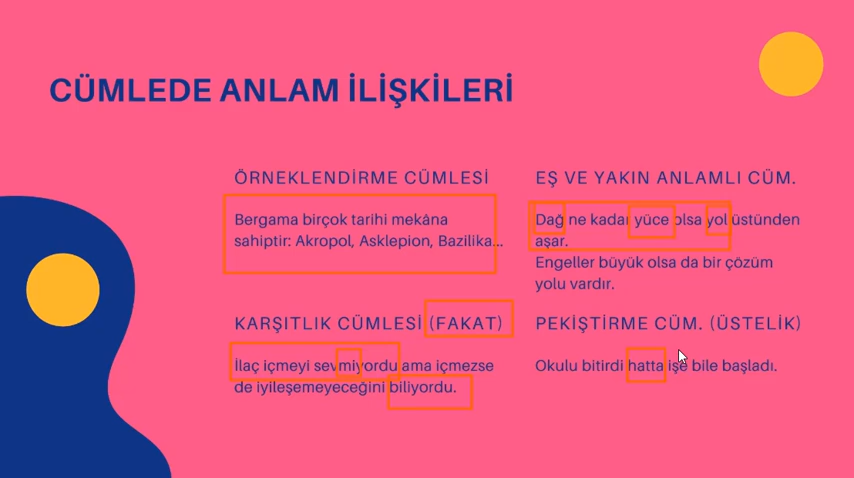 CÜMLEDE ANLAM İLİŞKİLERİ
ÖRNEKLENDİRME CÜMLESİ
Bergama birçok tarihi mekâna
sahiptir: Akropol, Asklepion, Bazilika...
EŞ VE YAKIN ANLAMLI CÜM.
Dağ ne kadar yüce olsa yol üstünden
aşar.
Engeller büyük olsa da bir çözüm
yolu vardır.
KARŞITLIK CÜMLESİ (FAKAT)
İlaç içmeyi sevmiyordu ama içmezse
de iyileşemeyeceğini biliyordu.
PEKİŞTİRME CÜM. (ÜSTELİK)
Okulu bitirdi hatta işe bile başladı.